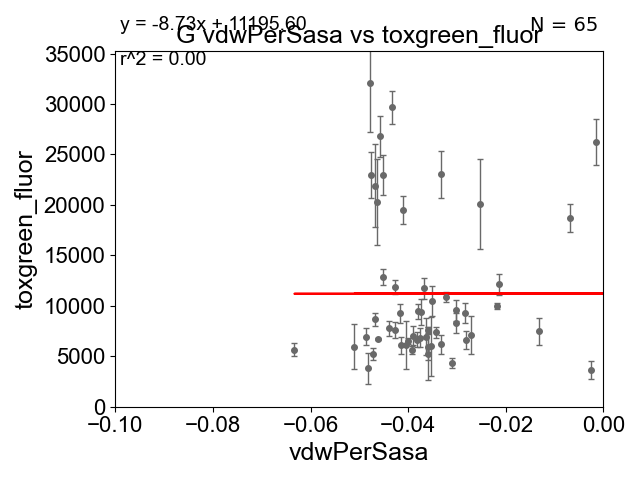 y = -8.73x + 11195.60
N = 65
G vdwPerSasa vs toxgreen_fluor
r^2 = 0.00
35000
30000
25000
20000
15000
10000
5000
0
toxgreen_fluor
−0.10 −0.08 −0.06 −0.04 −0.02 0.00
vdwPerSasa